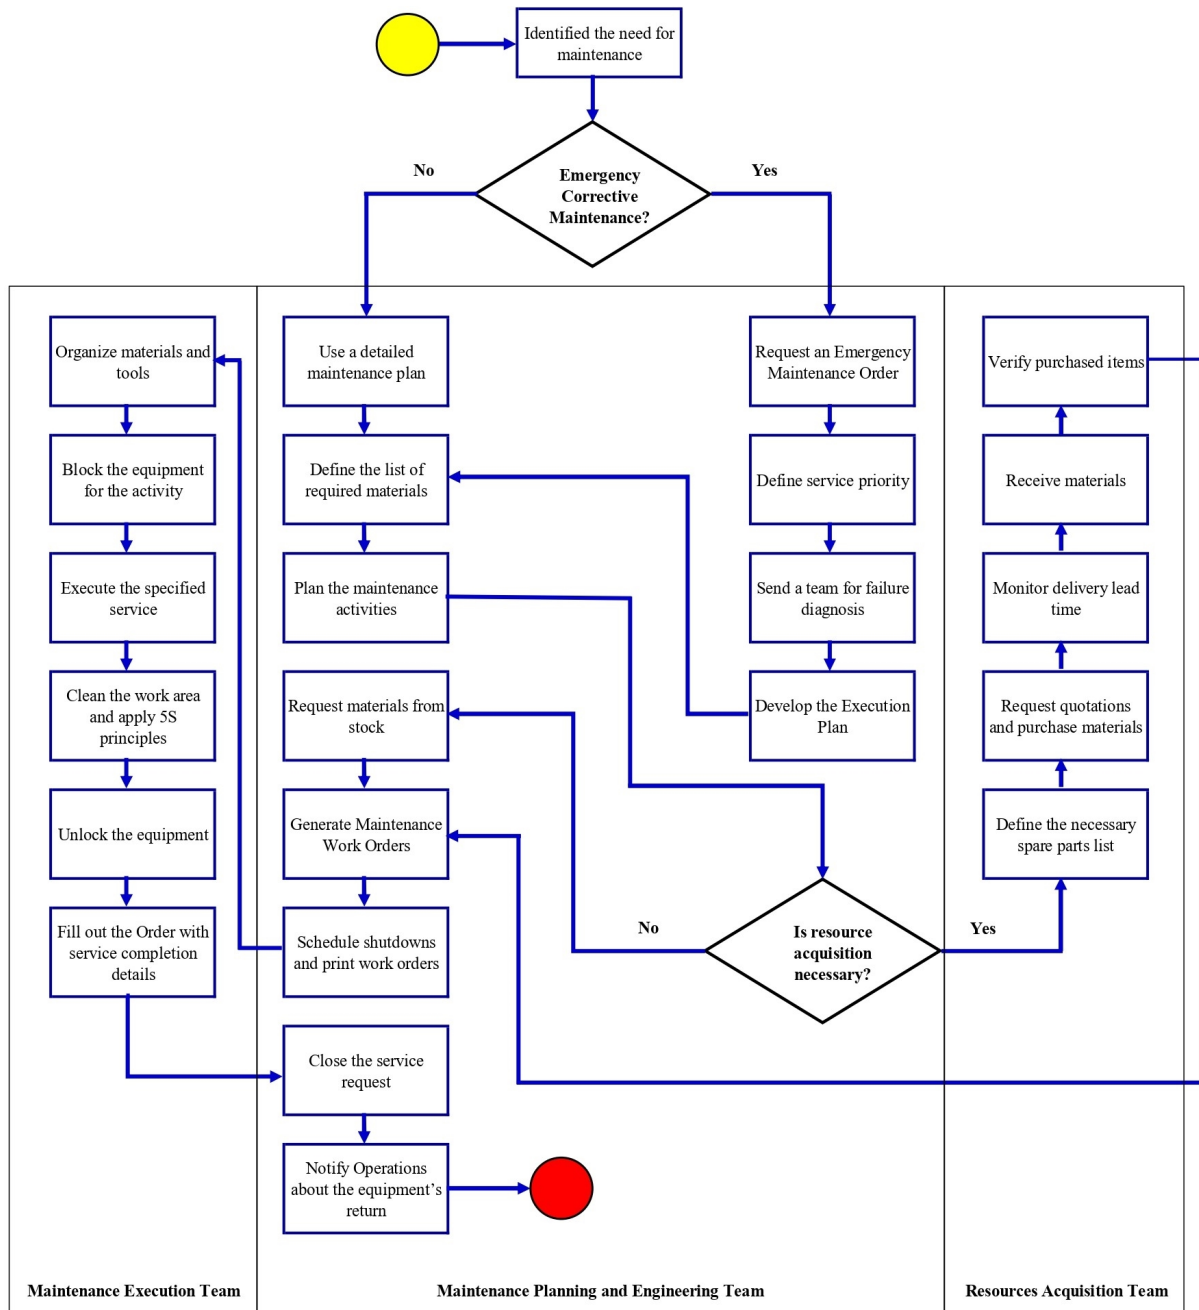 Identified the need for
maintenance
No
Yes
Emergency
Corrective
Maintenance?
Organize materials and
tools
Block the equipment
for the activity
Execute the specified
service
Clean the work area
and apply 5S
principles
Unlock the equipment
Fill out the Order with
service completion
details
Use a detailed
maintenance plan
Define the list of
required materials
Plan the maintenance
activities
Request materials from
stock
Generate Maintenance
Work Orders
Schedule shutdowns
and print work orders
Close the service
request
Notify Operations
about the equipment’s
return
Request an Emergency
Maintenance Order
Define service priority
Send a team for failure
diagnosis
Develop the Execution
Plan
No
Is resource
acquisition
necessary?
Yes
Verify purchased items
Receive materials
Monitor delivery lead
time
Request quotations
and purchase materials
Define the necessary
spare parts list
Maintenance Execution Team
Maintenance Planning and Engineering Team
Resources Acquisition Team